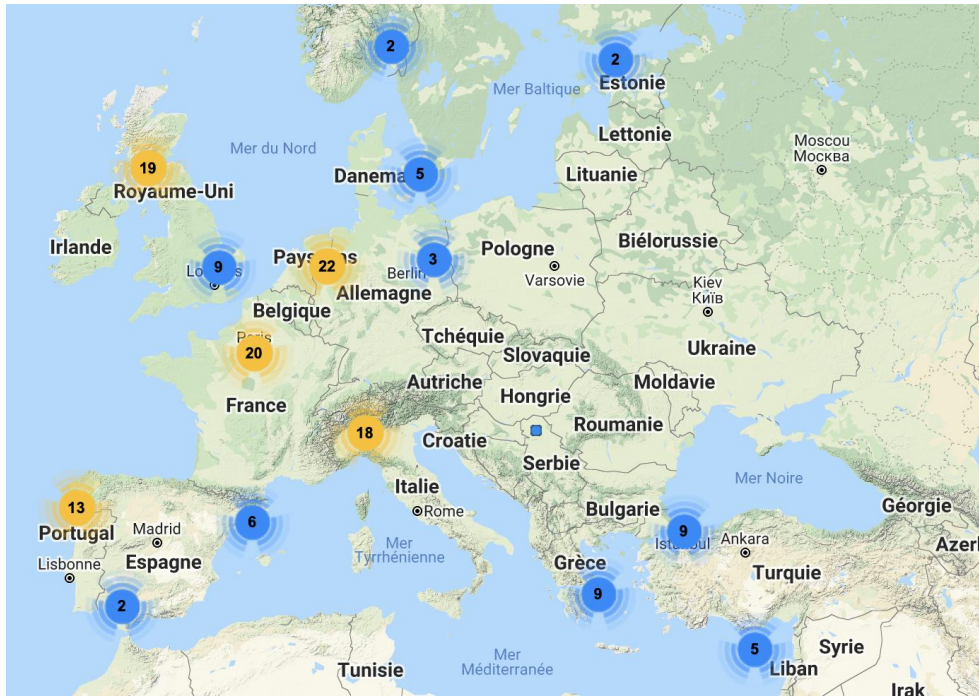 2
2
Estonie
Mer Baltique
Lettonie
Moscou
Москва
Mer du Nord
19
Royaume-Uni
5
Lituanie
Irlande
Biélorussie
9
22
3
Pologne
Berlin
Varsovie
Allemagne
Kiev
Київ
Belgique
Tchéquie
Ukraine
Slovaquie
20
Autriche
Moldavie
Hongrie
France
Roumanie
18
Croatie
Serbie
Mer Noire
Italie
13
Portugal
6
Rome
Bulgarie
Géorgie
Madrid
9
Ankara
Mer
Tyrrhénienne
Lisbonne
Espagne
Grèce
Turquie
2
9
5
Syrie
Liban
Tunisie
Mer
Méditerranée
Irak